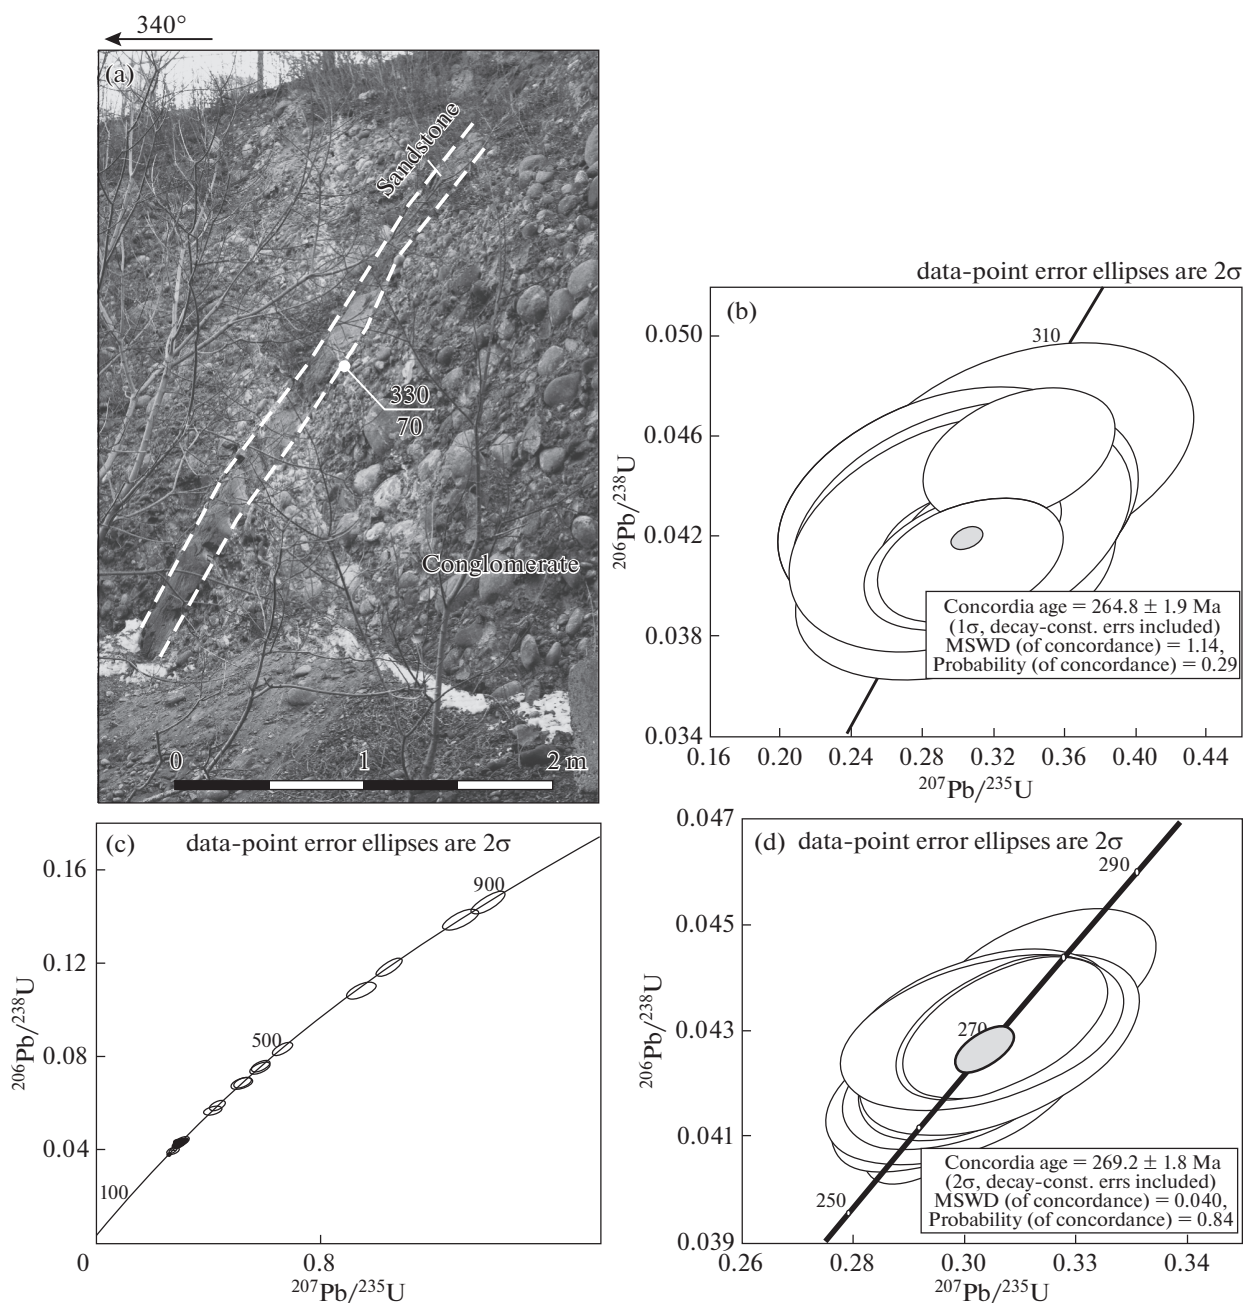 340°
(a)
Sandstone
330
70
Conglomerate
0 1 2 m
data-point error ellipses are 2σ
(b)
310
0.050
0.046
0.042
0.038
0.034
206Pb/238U
Concordia age = 264.8 ± 1.9 Ma
(1σ, decay-const. errs included)
MSWD (of concordance) = 1.14,
Probability (of concordance) = 0.29
0.16 0.20 0.24 0.28 0.32 0.36 0.40 0.44
207Pb/235U
(c) data-point error ellipses are 2σ
0.16
0.12
0.08
0.04
206Pb/238U
900
500
100
0 0.8
207Pb/235U
(d) data-point error ellipses are 2σ
0.047
0.045
0.043
0.041
0.039
206Pb/238U
290
270
250
Concordia age = 269.2 ± 1.8 Ma
(2σ, decay-const. errs included)
MSWD (of concordance) = 0.040,
Probability (of concordance) = 0.84
0.26 0.28 0.30 0.32 0.34
207Pb/235U